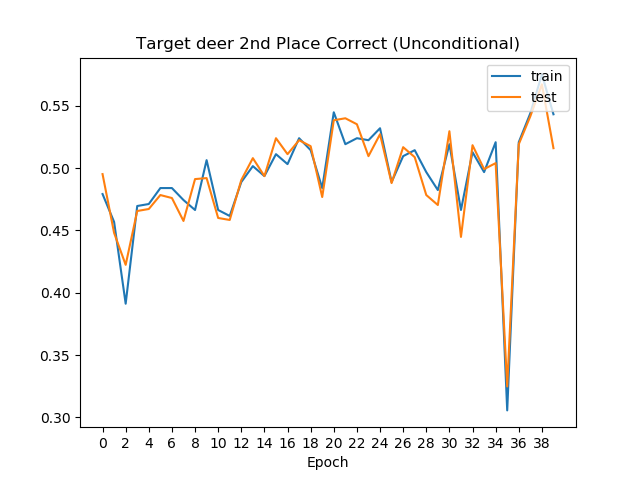 Target deer 2nd Place Correct (Unconditional)
train
test
0.55
0.50
0.45
0.40
0.35
0.30
0 2 4 6 8 10 12 14 16 18 20 22 24 26 28 30 32 34 36 38
Epoch